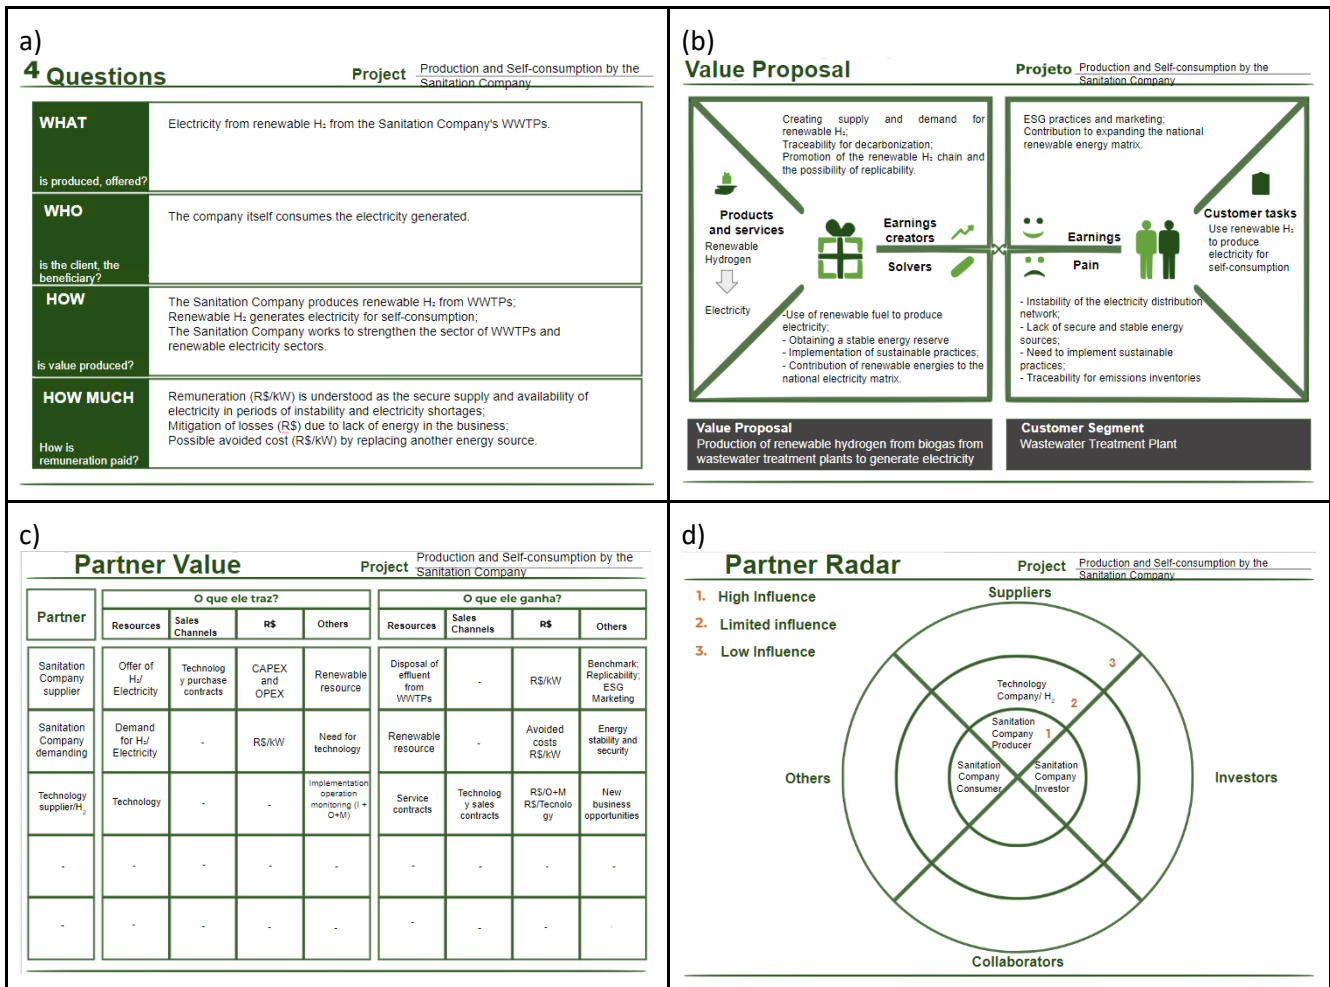 a)
4 Questions
Project
Production and Self-consumption by the
Sanitation Company
WHAT
is produced, offered?
Electricity from renewable H₂ from the Sanitation Company's WWTPs.
WHO
is the client, the
beneficiary?
The company itself consumes the electricity generated.
HOW
is value produced?
The Sanitation Company produces renewable H₂ from WWTPs;
Renewable H₂ generates electricity for self-consumption;
The Sanitation Company works to strengthen the sector of WWTPs and
renewable electricity sectors.
HOW MUCH
How is
remuneration paid?
Remuneration (R$/kW) is understood as the secure supply and availability of
electricity in periods of instability and electricity shortages;
Mitigation of losses (R$) due to lack of energy in the business;
Possible avoided cost (R$/kW) by replacing another energy source.
(b)
Value Proposal
Projeto
Production and Self-consumption by the
Sanitation Company
Creating supply and demand for
renewable H₂;
Traceability for decarbonization;
Promotion of the renewable H₂ chain and
the possibility of replicability.
Products
and services
Renewable
Hydrogen
Electricity
Earnings
creators
Solvers
-Use of renewable fuel to produce
electricity;
- Obtaining a stable energy reserve
- Implementation of sustainable practices;
- Contribution of renewable energies to the
national electricity matrix.
ESG practices and marketing;
Contribution to expanding the national
renewable energy matrix.
Earnings
Pain
Customer tasks
Use renewable H₂
to produce
electricity for
self-consumption
- Instability of the electricity distribution
network;
- Lack of secure and stable energy
sources;
- Need to implement sustainable
practices;
- Traceability for emissions inventories
Value Proposal
Production of renewable hydrogen from biogas from
wastewater treatment plants to generate electricity
Customer Segment
Wastewater Treatment Plant
c)
Partner Value
Project
Production and Self-consumption by the
Sanitation Company
Partner
O que ele traz?
O que ele ganha?
Resources
Sales
Channels
R$
Others
Resources
Sales
Channels
R$
Others
Sanitation
Company
supplier
Offer of
H₂/
Electricity
Technolog
y purchase
contracts
CAPEX
and
OPEX
Renewable
resource
Disposal of
effluent
from
WWTPs
-
R$/kW
Benchmark;
Replicability;
ESG
Marketing
Sanitation
Company
demanding
Demand
for H₂/
Electricity
-
R$/kW
Need for
technology
Renewable
resource
-
Avoided
costs
R$/kW
Energy
stability and
security
Technology
supplier/H₂
Technology
-
-
Implementation
operation
monitoring (I +
O+M)
Service
contracts
Technolog
y sales
contracts
R$/O+M
R$/Tecnolo
gy
New
business
opportunities
- - - - - - - - -
- - - - - - - - -
d)
Partner Radar
Project
Production and Self-consumption by the
Sanitation Company
1. High Influence
2. Limited influence
3. Low Influence
Suppliers
3
Technology
Company/ H₂
2
Sanitation
Company
Producer
1
Sanitation
Company
Consumer
Sanitation
Company
Investor
Others
Investors
Collaborators